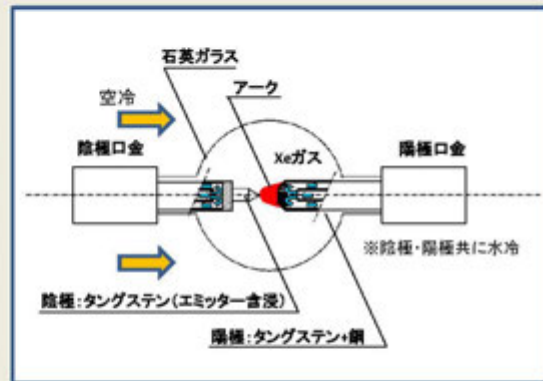 石英ガラス
空冷
アーク
陰極口金
Xeガス
陽極口金
※陰極・陽極共に水冷
陰極:タングステン(エミッター含浸)
陽極:タングステン+銅